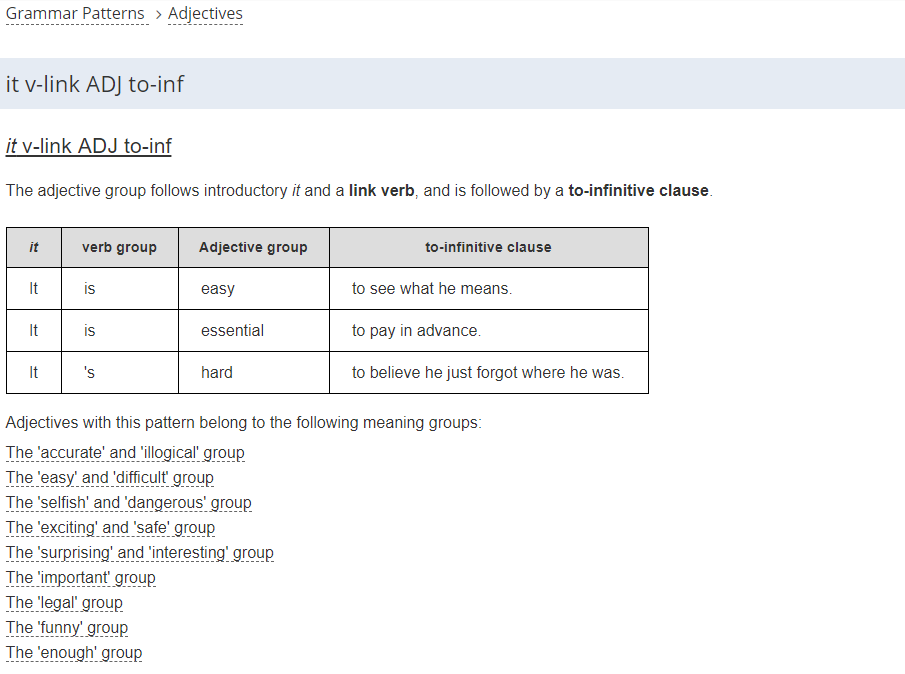 Grammar Patterns > Adjectives
it v-link ADJ to-inf
it v-link ADJ to-inf
The adjective group follows introductory it and a link verb, and is followed by a to-infinitive clause.
it verb group Adjective group to-infinitive clause
It is easy to see what he means.
It is essential to pay in advance.
It 's hard to believe he just forgot where he was.
Adjectives with this pattern belong to the following meaning groups:
The 'accurate' and 'illogical' group
The 'easy' and 'difficult' group
The 'selfish' and 'dangerous' group
The 'exciting' and 'safe' group
The 'surprising' and 'interesting' group
The 'important' group
The 'legal' group
The 'funny' group
The 'enough' group